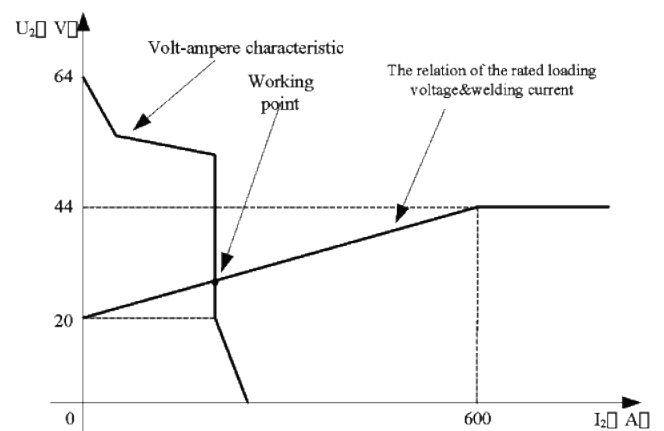 U₂▯ V▯
Volt-ampere characteristic
64
Working
point
The relation of the rated loading
voltage&welding current
44
20
0
600
I₂▯ A▯